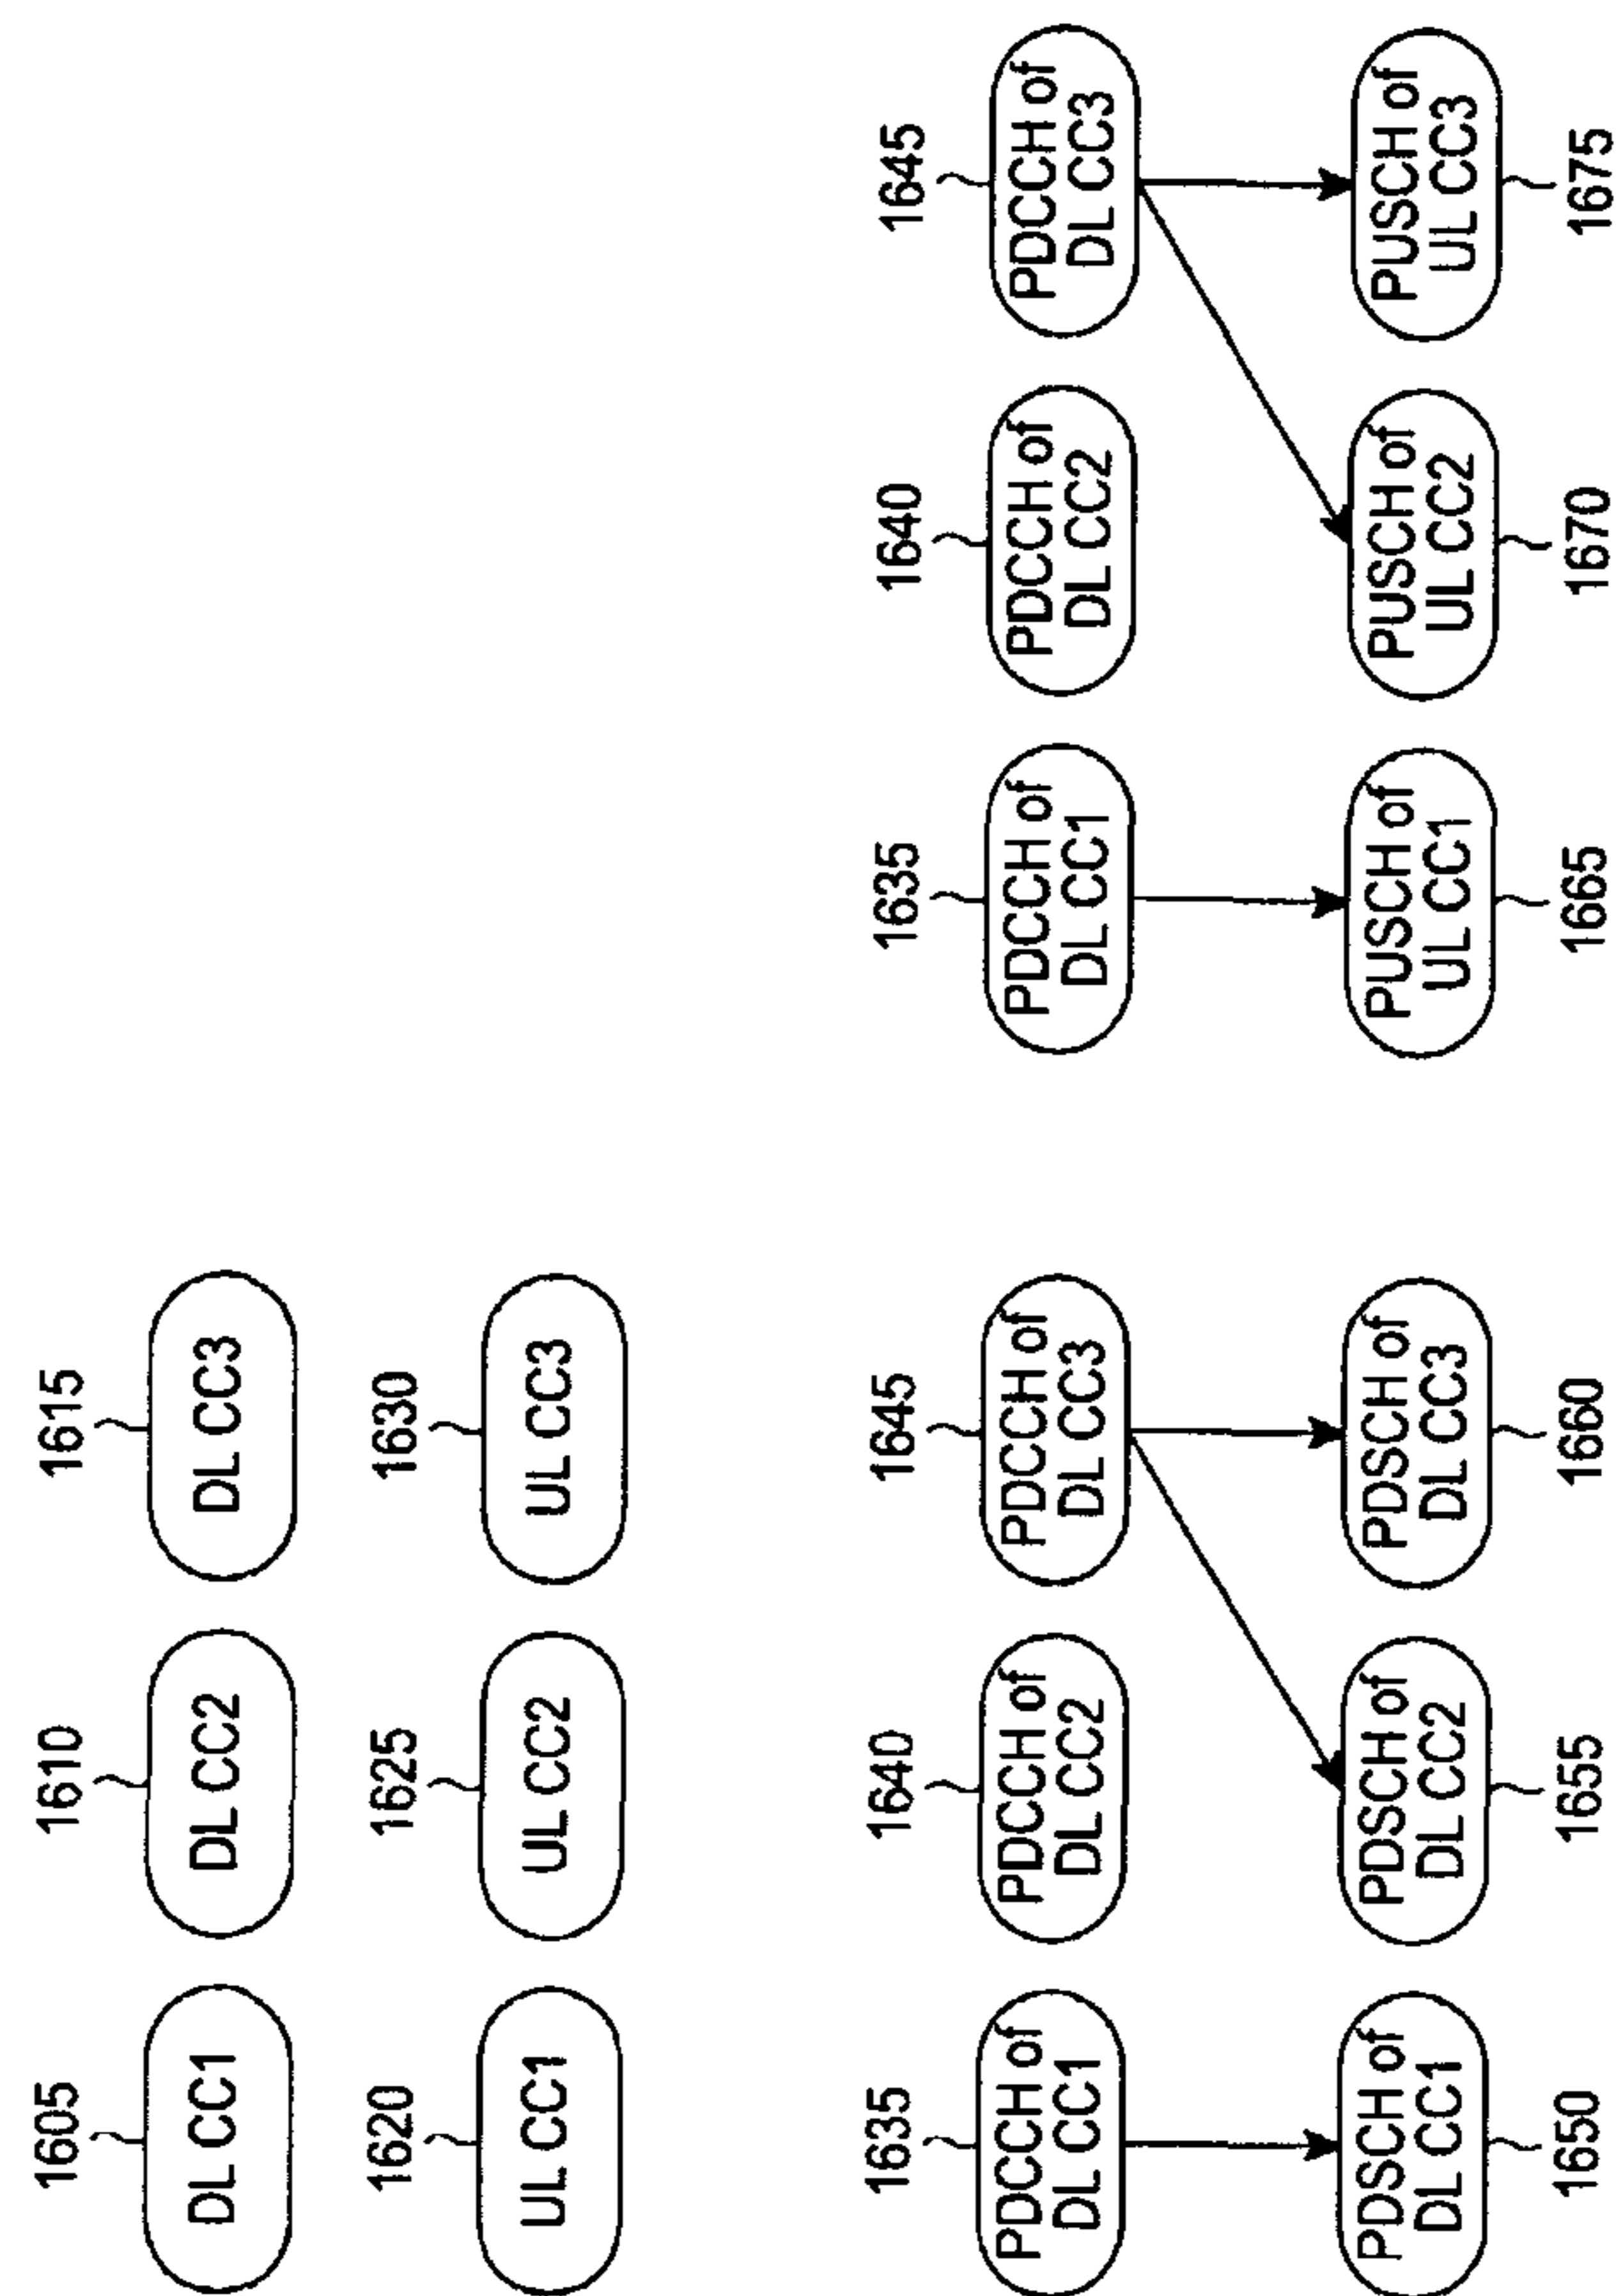 1605
1610
1615
DL CC1
DL CC2
DL CC3
1620
1625
1630
UL CC1
UL CC2
UL CC3
1635
1640
1645
PDCCH of
DL CC1
PDCCH of
DL CC2
PDCCH of
DL CC3
PDSCH of
DL CC1
PDSCH of
DL CC2
PDSCH of
DL CC3
1650
1655
1660
1635
1640
1645
PDCCH of
DL CC1
PDCCH of
DL CC2
PDCCH of
DL CC3
PUSCH of
UL CC1
PUSCH of
UL CC2
PUSCH of
UL CC3
1665
1670
1675